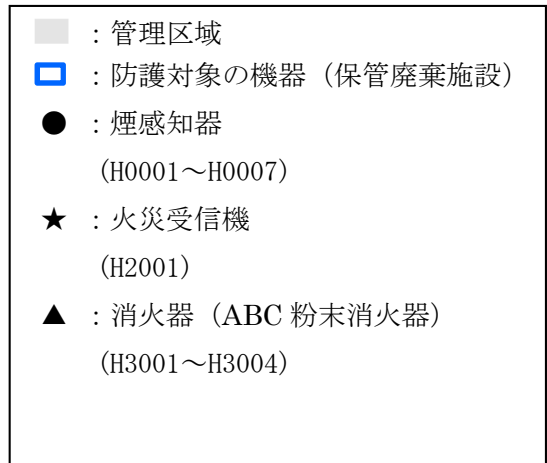 ：管理区域
：防護対象の機器（保管廃棄施設）
● ：煙感知器
(H0001～H0007)
★ ：火災受信機
(H2001)
▲ ：消火器（ABC 粉末消火器）
(H3001～H3004)